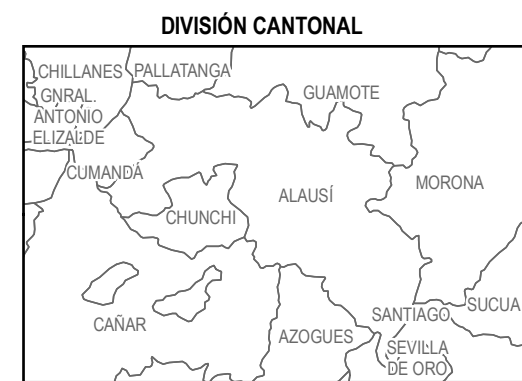 DIVISIÓN CANTONAL
CHILLANES
PALLATANGA
GNRAL.
ANTONIO
ELIZALDE
GUAMOTE
CUMANDÁ
ALAUSÍ
MORONA
CHUNCHI
CAÑAR
AZOGUES
SANTIAGO
SUCUA
SEVILLA
DE ORO